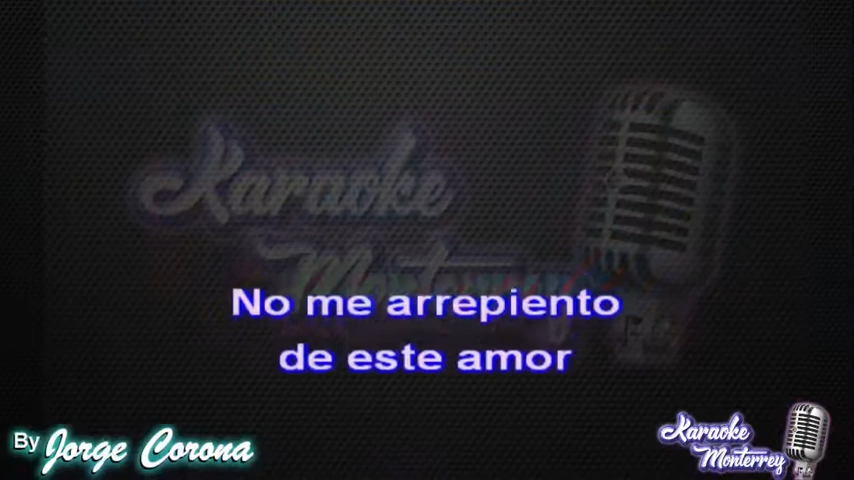 Karaoke
Monterrey
No me arrepiento
de este amor
By Jorge Corona
Karaoke
Monterrey